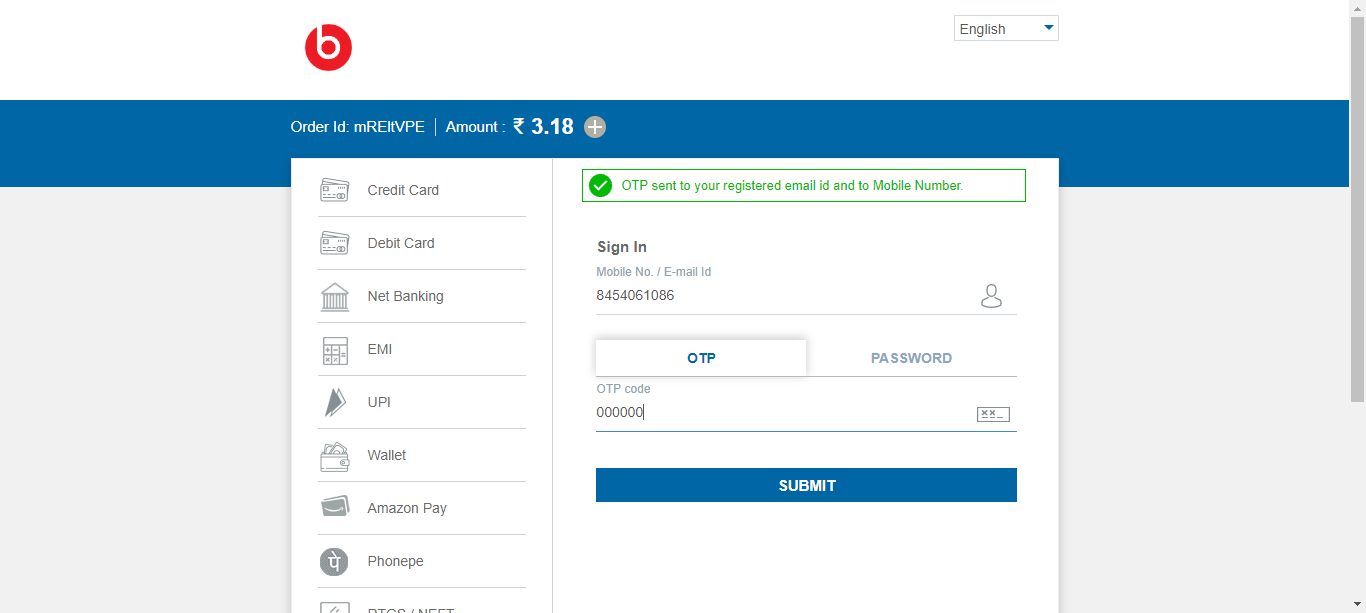 b
English
Order Id: mREltVPE | Amount : ₹ 3.18
Credit Card
Debit Card
Net Banking
EMI
UPI
Wallet
Amazon Pay
Phonepe
RTGS / NEFT
OTP sent to your registered email id and to Mobile Number.
Sign In
Mobile No. / E-mail Id
8454061086
OTP PASSWORD
OTP code
000000
SUBMIT